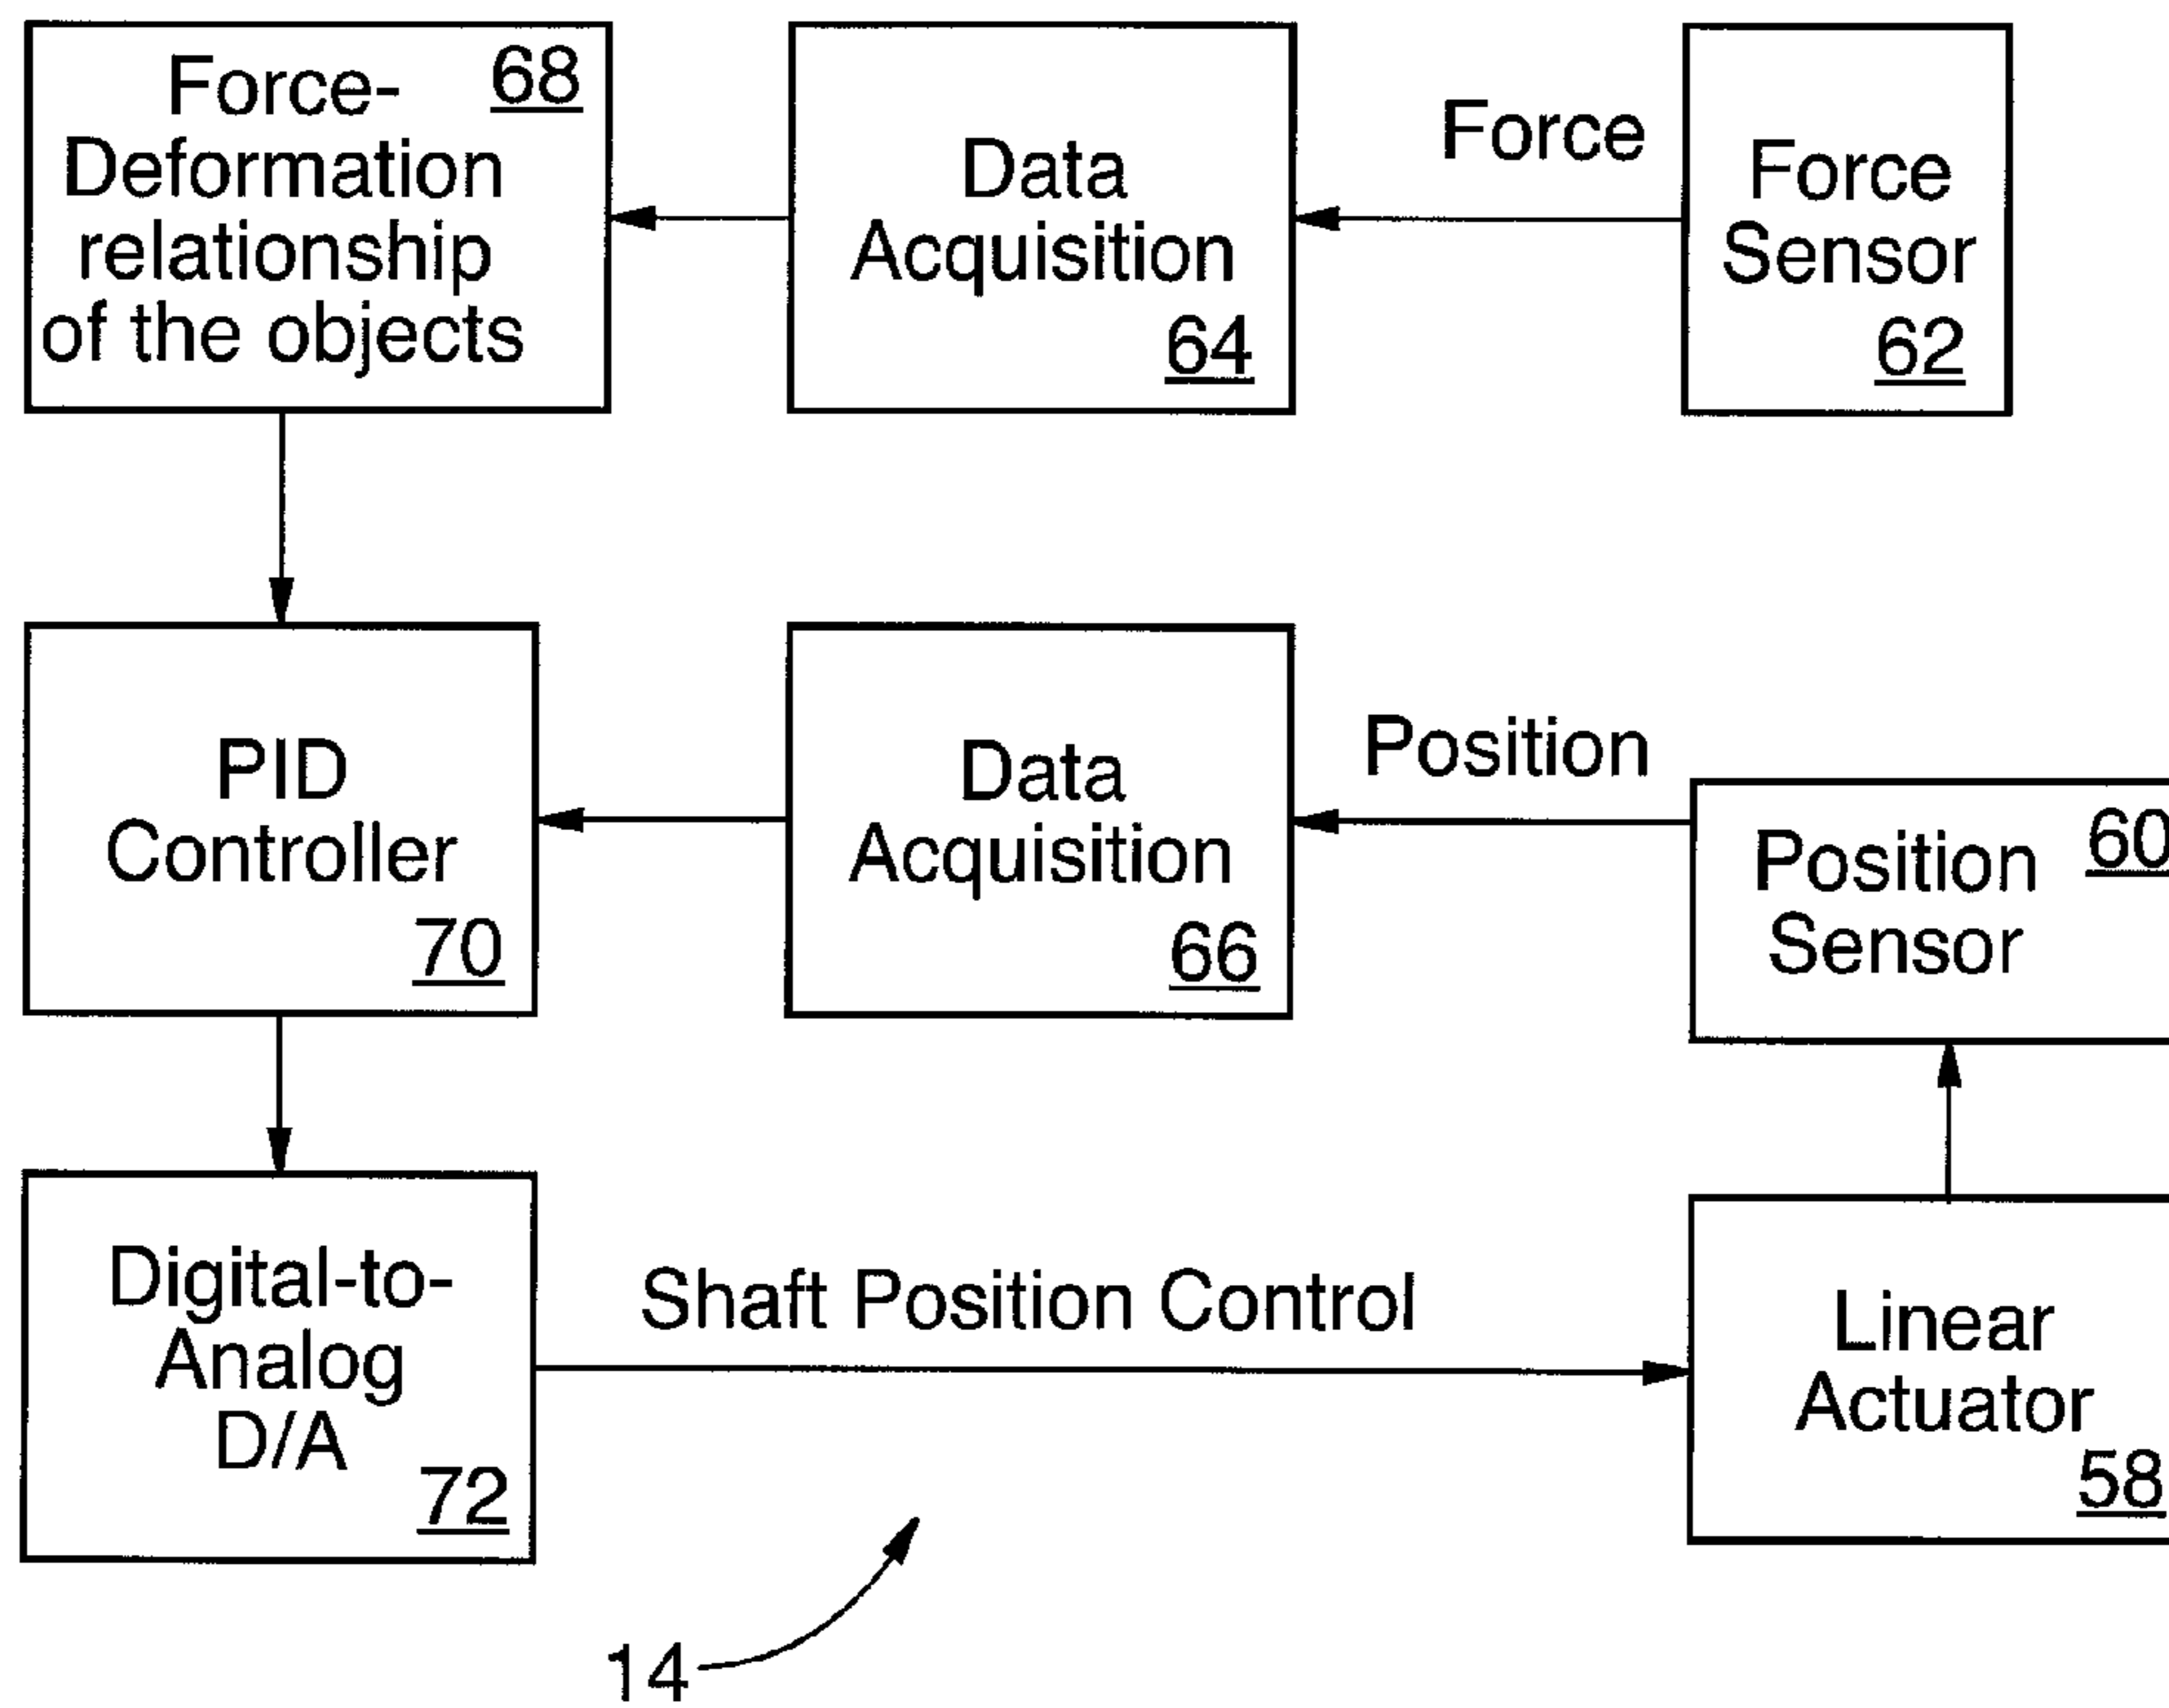 Force-
68
Deformation
relationship
of the objects
Data
Acquisition
64
Force
Force
Sensor
62
PID
Controller
70
Data
Acquisition
66
Position
60
Position
Sensor
Digital-to-
Analog
D/A
72
Shaft Position Control
Linear
Actuator
58
14